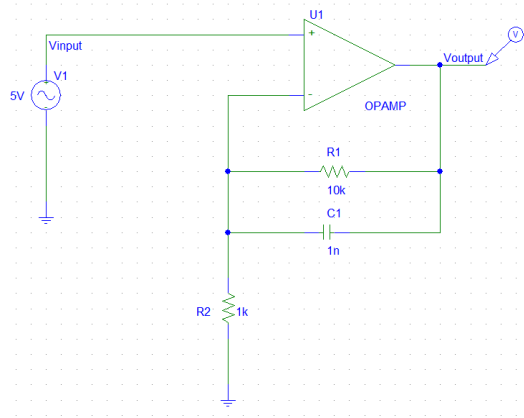 U1
V
Vinput
+
Voutput
V1
5V
-
OPAMP
R1
10k
C1
1n
R2
1k